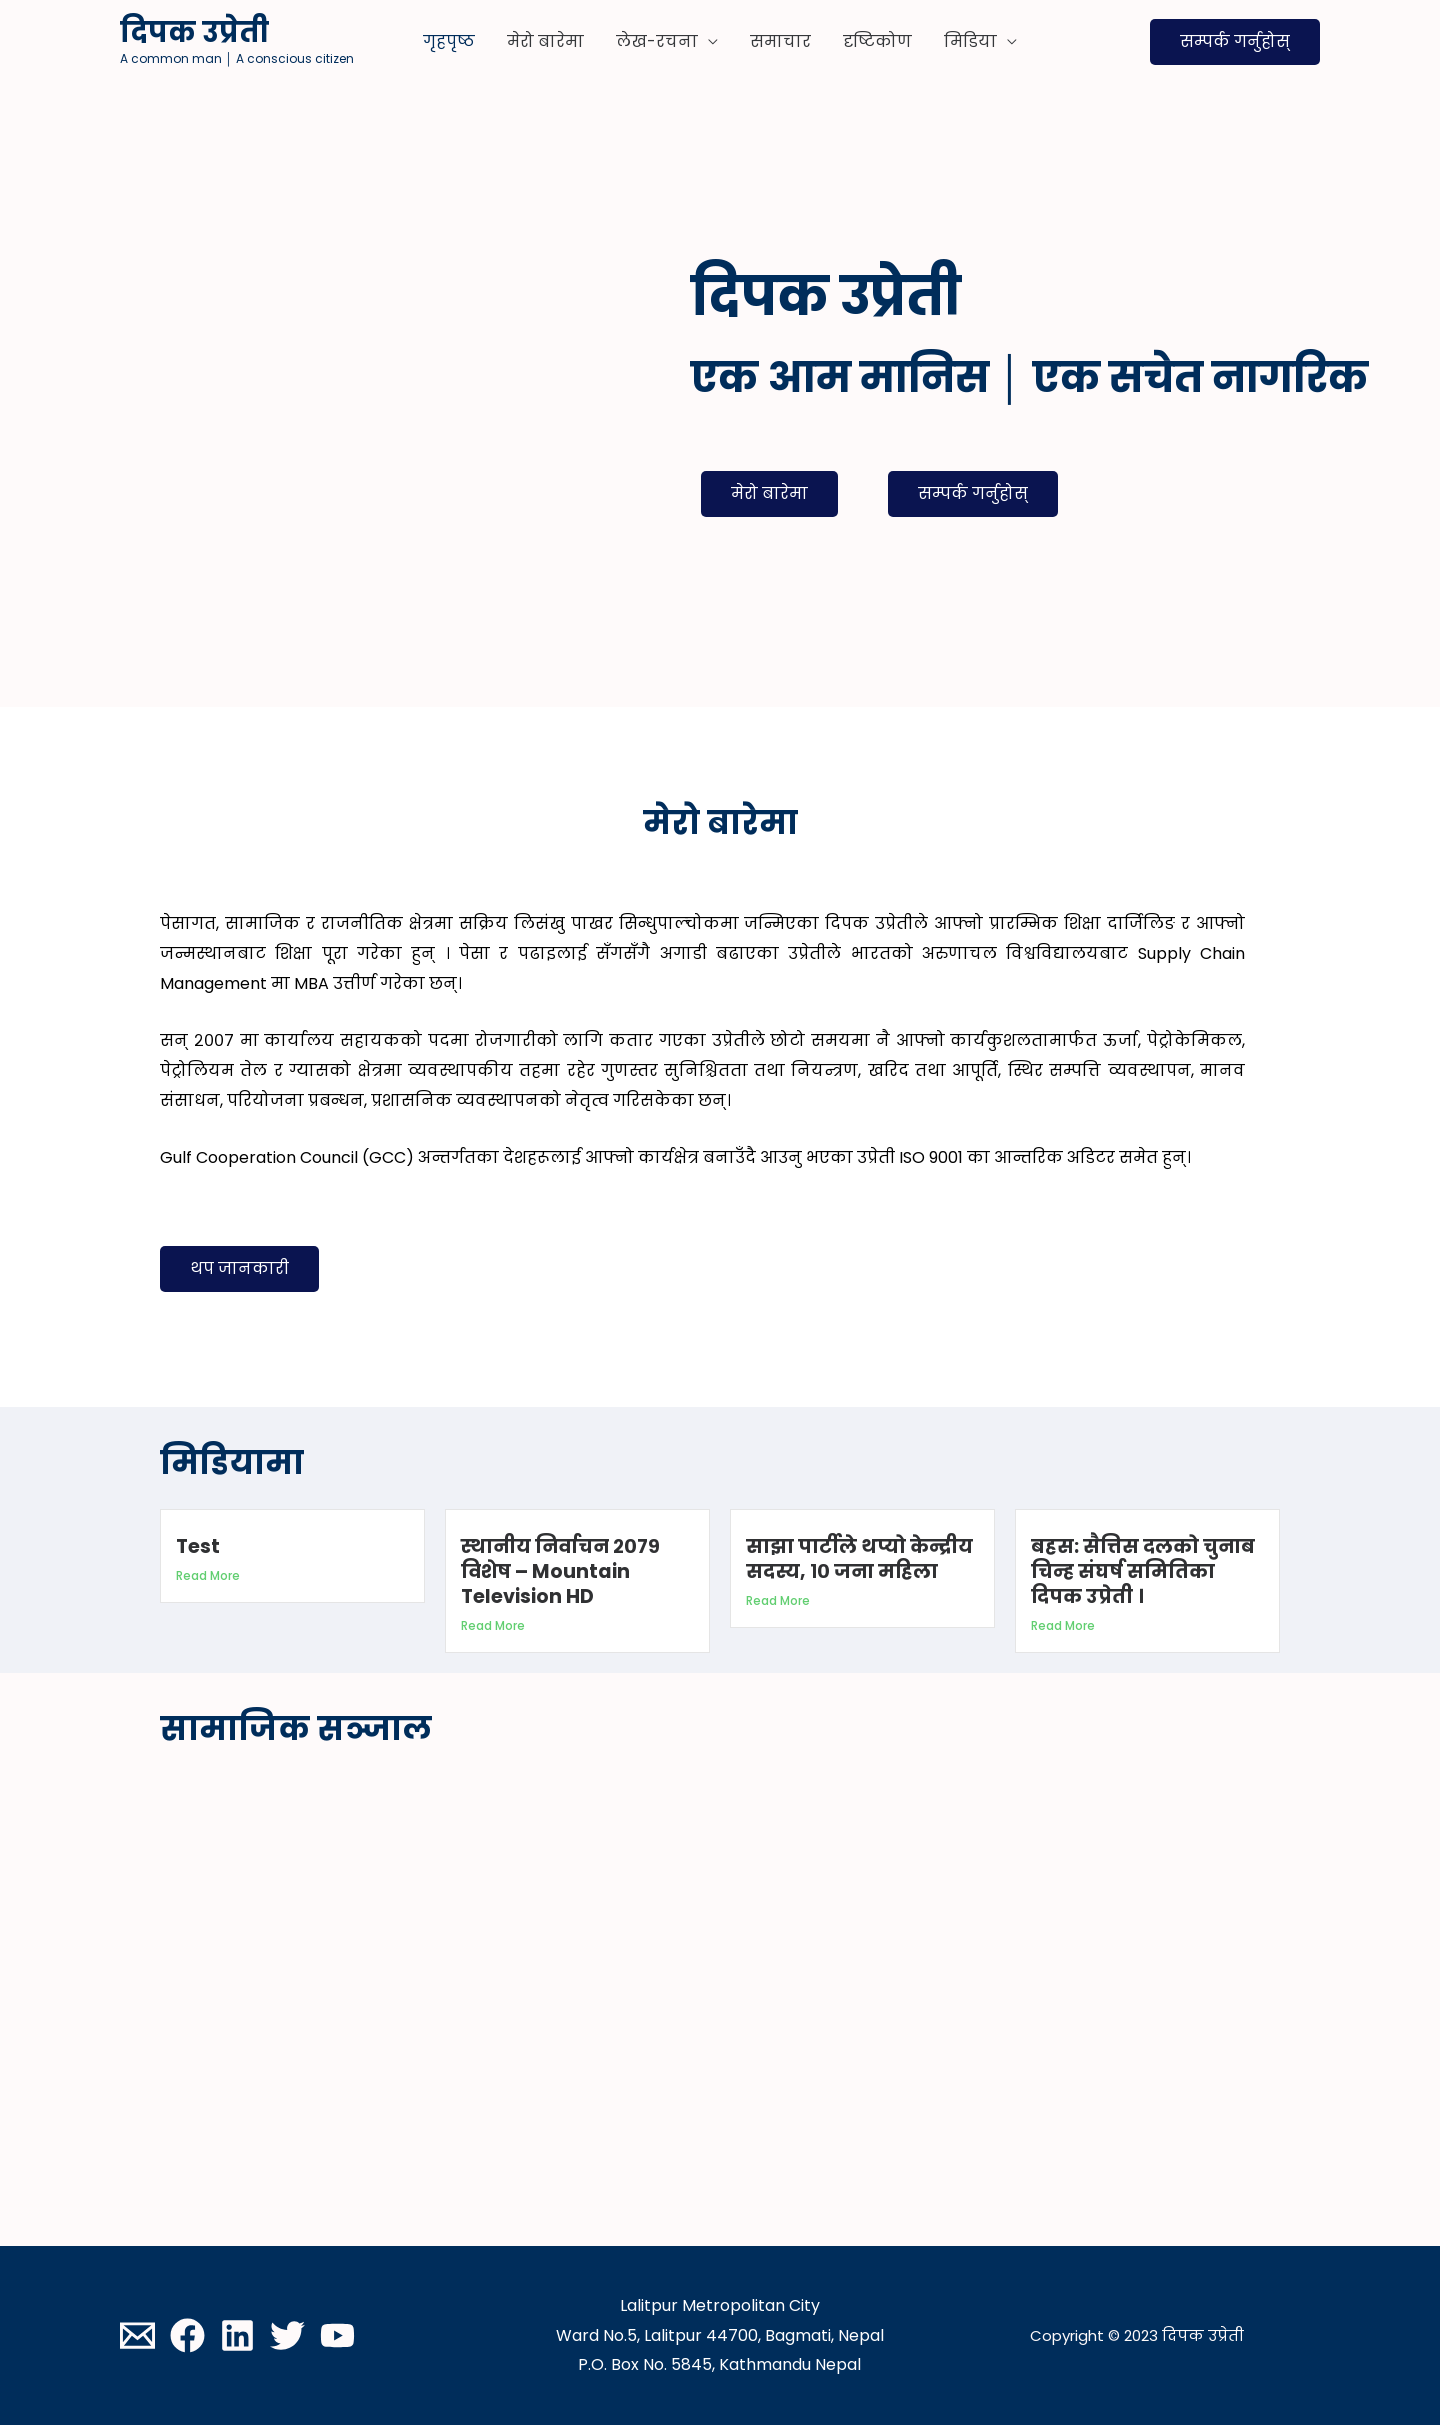 दिपक उप्रेती
A common man │ A conscious citizen
गृहपृष्ठ
मेरो बारेमा
लेख-रचना
समाचार
दृष्टिकोण
मिडिया
सम्पर्क गर्नुहोस्
दिपक उप्रेती
एक आम मानिस │ एक सचेत नागरिक
मेरो बारेमा
सम्पर्क गर्नुहोस्
मेरो बारेमा
पेसागत, सामाजिक र राजनीतिक क्षेत्रमा सक्रिय लिसंखु पाखर सिन्धुपाल्चोकमा जन्मिएका दिपक उप्रेतीले आफ्नो प्रारम्भिक शिक्षा दार्जिलिङ र आफ्नो
जन्मस्थानबाट शिक्षा पूरा गरेका हुन् । पेसा र पढाइलाई सँगसँगै अगाडी बढाएका उप्रेतीले भारतको अरुणाचल विश्वविद्यालयबाट Supply Chain
Management मा MBA उत्तीर्ण गरेका छन्।
सन् २००७ मा कार्यालय सहायकको पदमा रोजगारीको लागि कतार गएका उप्रेतीले छोटो समयमा नै आफ्नो कार्यकुशलतामार्फत ऊर्जा, पेट्रोकेमिकल,
पेट्रोलियम तेल र ग्यासको क्षेत्रमा व्यवस्थापकीय तहमा रहेर गुणस्तर सुनिश्चितता तथा नियन्त्रण, खरिद तथा आपूर्ति, स्थिर सम्पत्ति व्यवस्थापन, मानव
संसाधन, परियोजना प्रबन्धन, प्रशासनिक व्यवस्थापनको नेतृत्व गरिसकेका छन्।
Gulf Cooperation Council (GCC) अन्तर्गतका देशहरूलाई आफ्नो कार्यक्षेत्र बनाउँदै आउनु भएका उप्रेती ISO 9001 का आन्तरिक अडिटर समेत हुन्।
थप जानकारी
मिडियामा
Test
Read More
स्थानीय निर्वाचन २०७९
विशेष – Mountain
Television HD
Read More
साझा पार्टीले थप्यो केन्द्रीय
सदस्य, १० जना महिला
Read More
बहस: सैत्तिस दलको चुनाब
चिन्ह संघर्ष समितिका
दिपक उप्रेती ।
Read More
सामाजिक सञ्जाल
Lalitpur Metropolitan City
Ward No.5, Lalitpur 44700, Bagmati, Nepal
P.O. Box No. 5845, Kathmandu Nepal
Copyright © 2023 दिपक उप्रेती